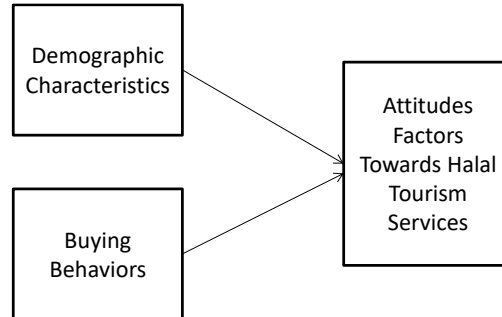 Demographic
Characteristics
Buying
Behaviors
Attitudes
Factors
Towards Halal
Tourism
Services